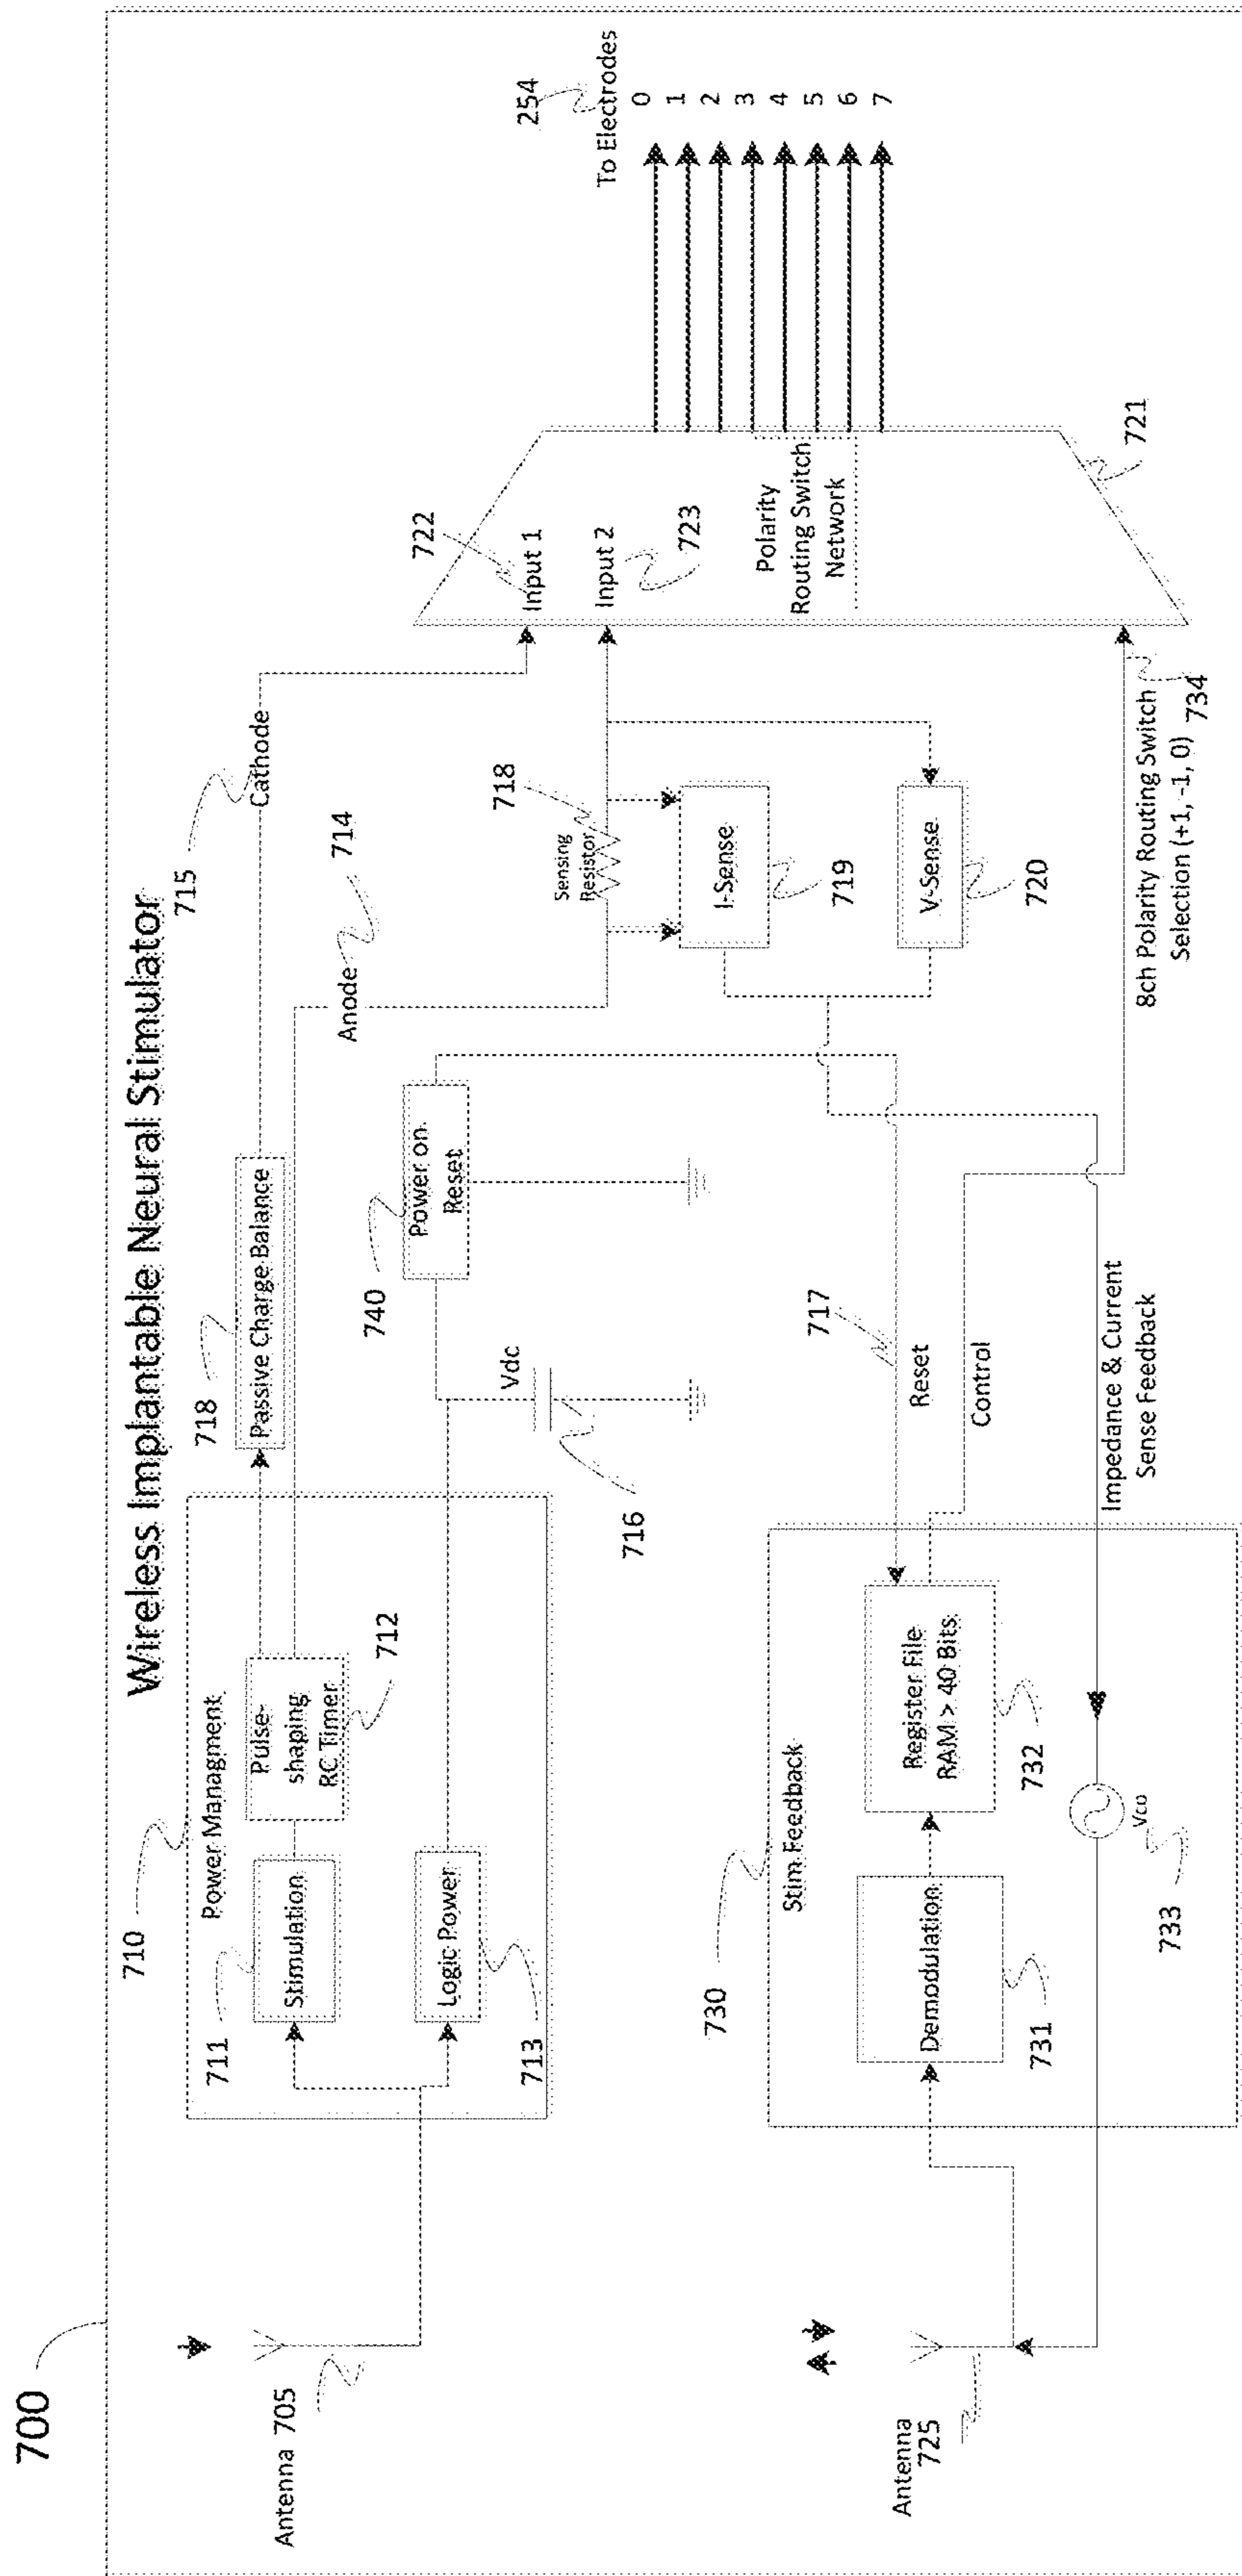 700
Wireless Implantable Neural Stimulator
Antenna 705
710
Power Managment
711
Stimulation
Pulse-
shaping
RC Timer
712
Logic Power
713
718
Passive Charge Balance
715
Cathode
Anode
714
740
Power on
Reset
Vdc
716
718
Sensing
Resistor
I-Sense
719
V-Sense
720
722
Input 1
Input 2
723
Polarity
Routing Switch
Network
721
254
To Electrodes
0
1
2
3
4
5
6
7
Antenna
725
730
Stim Feedback
Demodulation
731
Register File
RAM > 40 Bits
732
Vco
733
717
Reset
Control
Impedance & Current
Sense Feedback
8ch Polarity Routing Switch
Selection (+1, -1, 0)
734